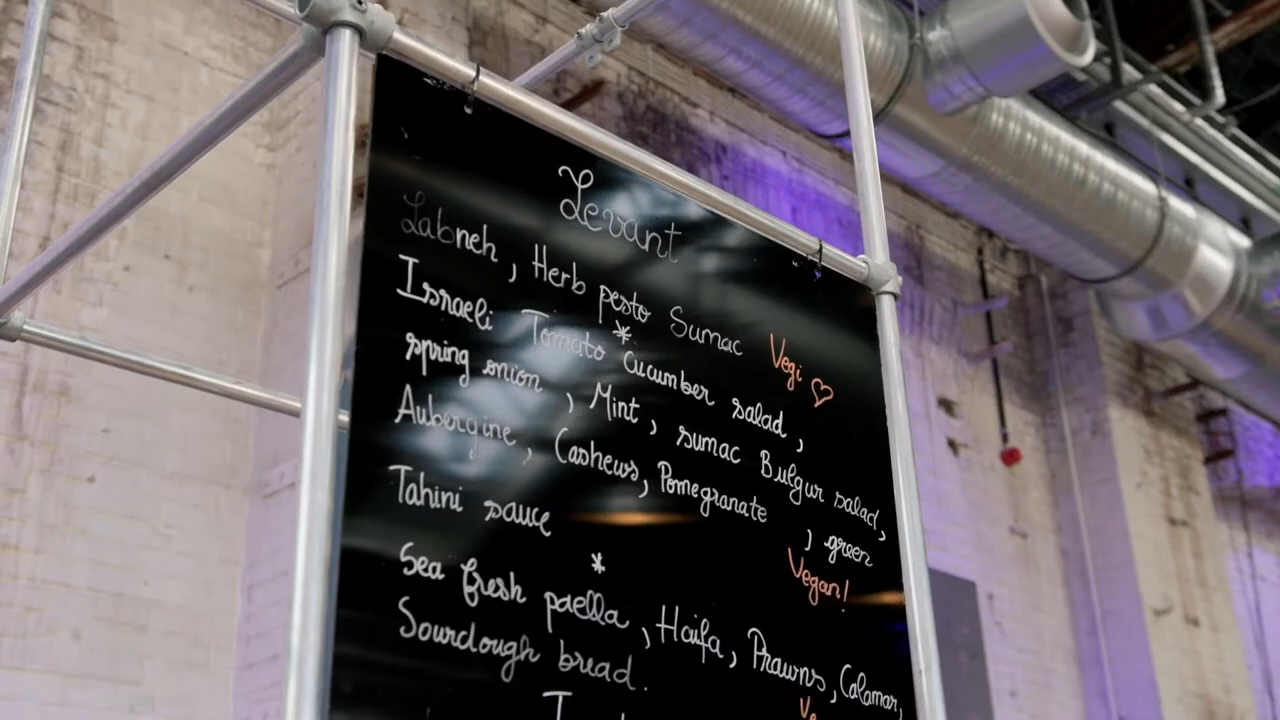 Levant
Labneh, Herb pesto Sumac Vegi ♡
*
Israeli Tomato Cucumber salad,
spring onion, Mint, sumac Bulgur salad,
Aubergine, Cashews, Pomegranate, green
Tahini sauce Vegan!
*
Sea fresh paella, Haifa, Prawns, Calamar,
Sourdough bread.